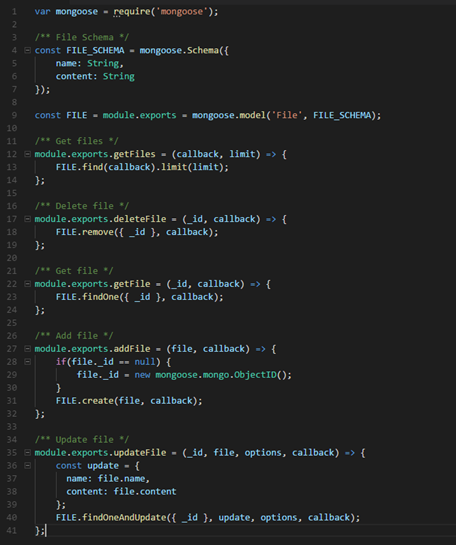 1 var mongoose = require('mongoose');
2
3 /** File Schema */
4 const FILE_SCHEMA = mongoose.Schema({
5     name: String,
6     content: String
7 });
8
9 const FILE = module.exports = mongoose.model('File', FILE_SCHEMA);
10
11 /** Get files */
12 module.exports.getFiles = (callback, limit) => {
13     FILE.find(callback).limit(limit);
14 };
15
16 /** Delete file */
17 module.exports.deleteFile = (_id, callback) => {
18     FILE.remove({ _id }, callback);
19 };
20
21 /** Get file */
22 module.exports.getFile = (_id, callback) => {
23     FILE.findOne({ _id }, callback);
24 };
25
26 /** Add file */
27 module.exports.addFile = (file, callback) => {
28     if(file._id == null) {
29         file._id = new mongoose.mongo.ObjectID();
30     }
31     FILE.create(file, callback);
32 };
33
34 /** Update file */
35 module.exports.updateFile = (_id, file, options, callback) => {
36     const update = {
37       name: file.name,
38       content: file.content
39     };
40     FILE.findOneAndUpdate({ _id }, update, options, callback);
41 };